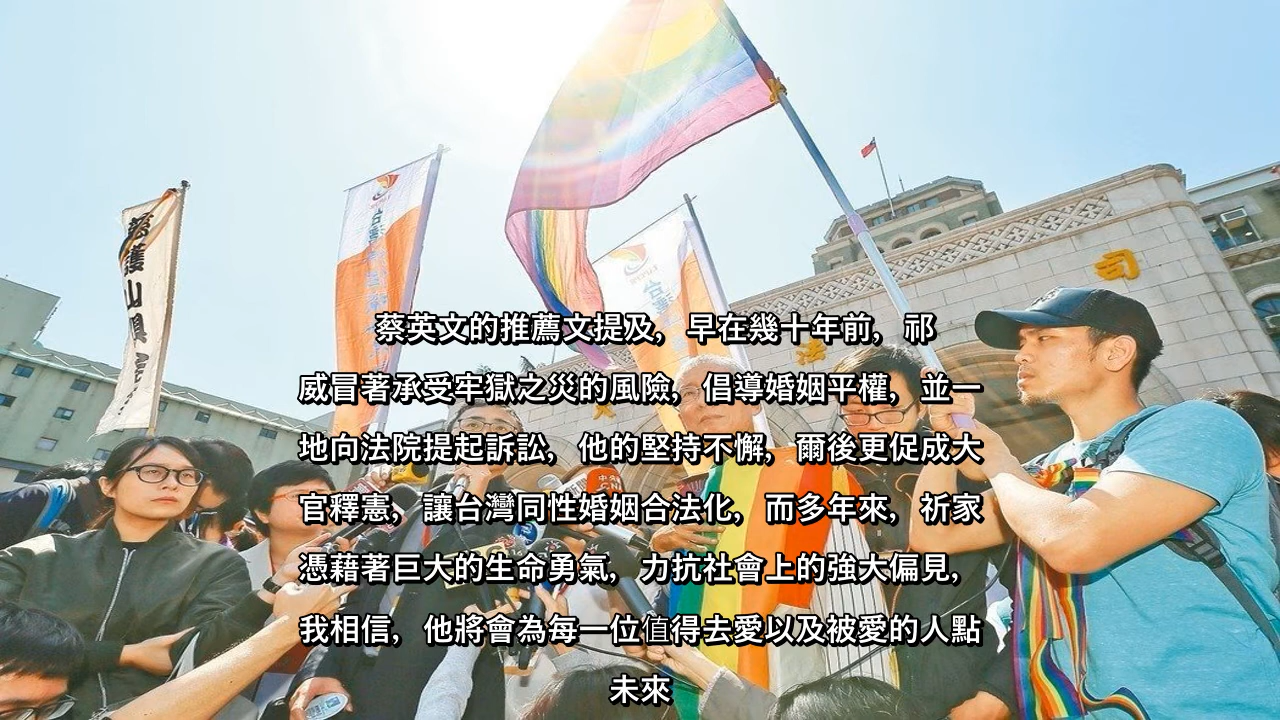 台灣
台灣
司
法
蔡英文的推薦文提及，早在幾十年前，祁
威冒著承受牢獄之災的風險，倡導婚姻平權，並一
地向法院提起訴訟，他的堅持不懈，爾後更促成大
官釋憲，讓台灣同性婚姻合法化，而多年來，祈家
憑藉著巨大的生命勇氣，力抗社會上的強大偏見，
我相信，他將會為每一位值得去愛以及被愛的人點
未來